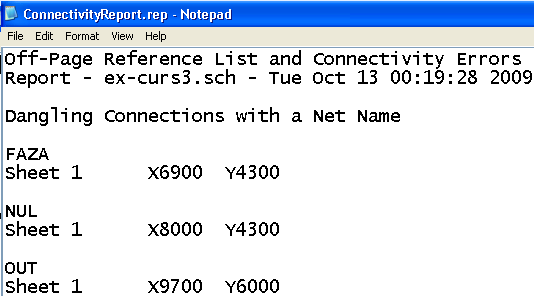 ConnectivityReport.rep - Notepad
File Edit Format View Help
Off-Page Reference List and Connectivity Errors
Report - ex-curs3.sch - Tue Oct 13 00:19:28 2009
Dangling Connections with a Net Name
FAZA
Sheet 1 X6900 Y4300
NUL
Sheet 1 X8000 Y4300
OUT
Sheet 1 X9700 Y6000